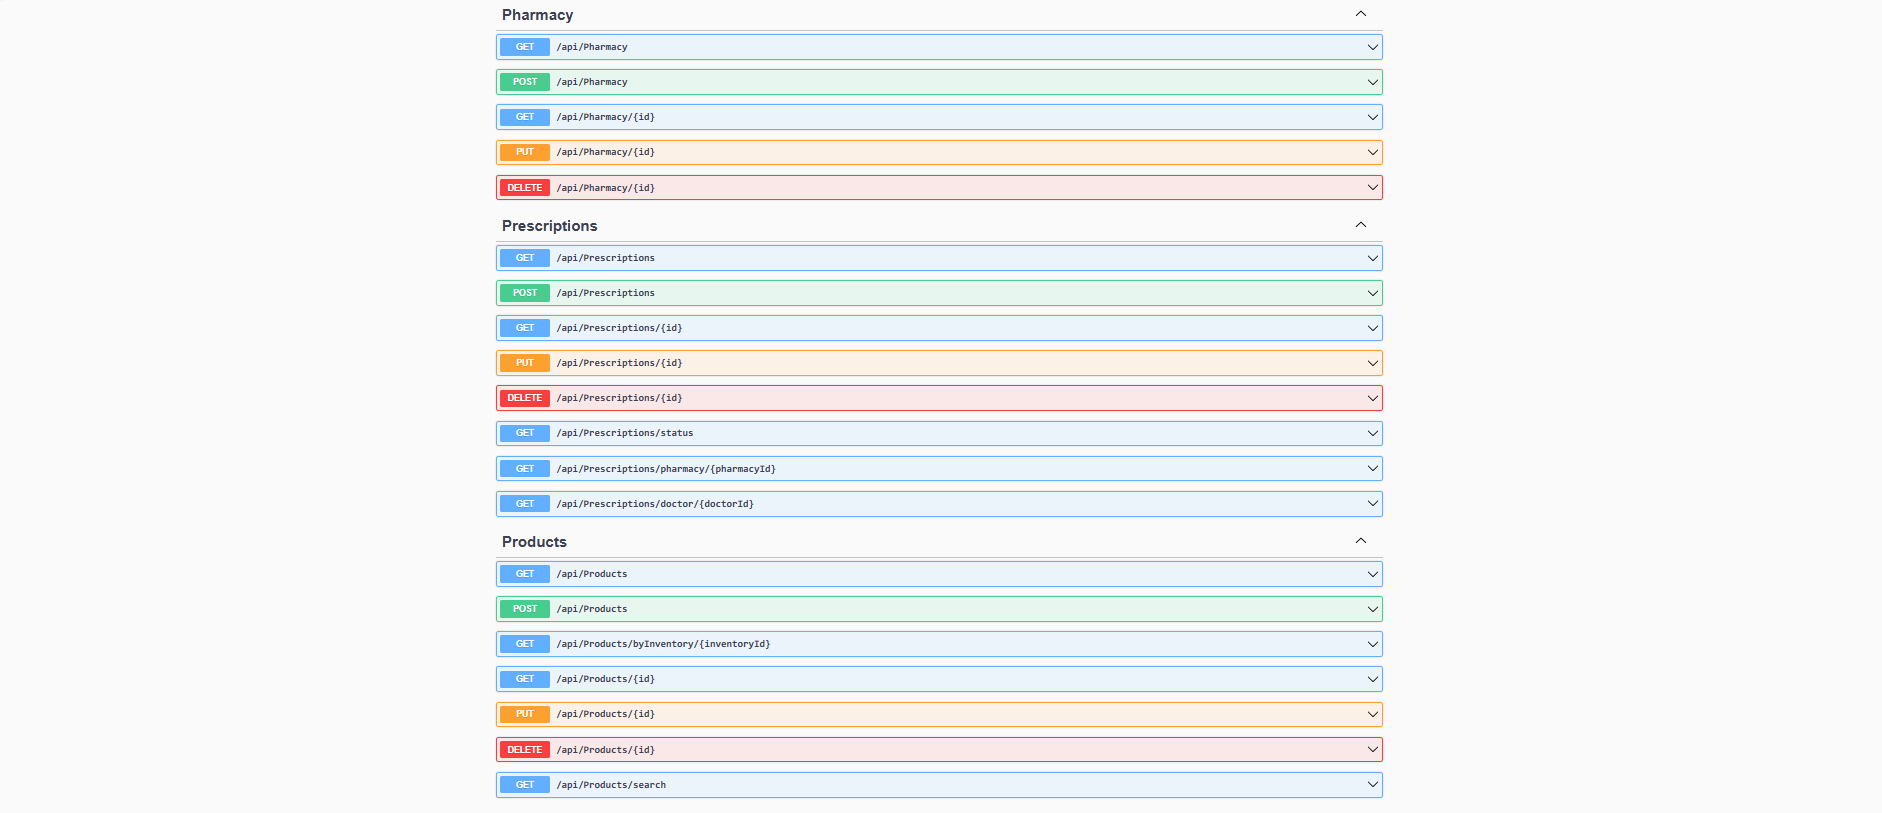 Pharmacy
GET /api/Pharmacy
POST /api/Pharmacy
GET /api/Pharmacy/{id}
PUT /api/Pharmacy/{id}
DELETE /api/Pharmacy/{id}
Prescriptions
GET /api/Prescriptions
POST /api/Prescriptions
GET /api/Prescriptions/{id}
PUT /api/Prescriptions/{id}
DELETE /api/Prescriptions/{id}
GET /api/Prescriptions/status
GET /api/Prescriptions/pharmacy/{pharmacyId}
GET /api/Prescriptions/doctor/{doctorId}
Products
GET /api/Products
POST /api/Products
GET /api/Products/byInventory/{inventoryId}
GET /api/Products/{id}
PUT /api/Products/{id}
DELETE /api/Products/{id}
GET /api/Products/search